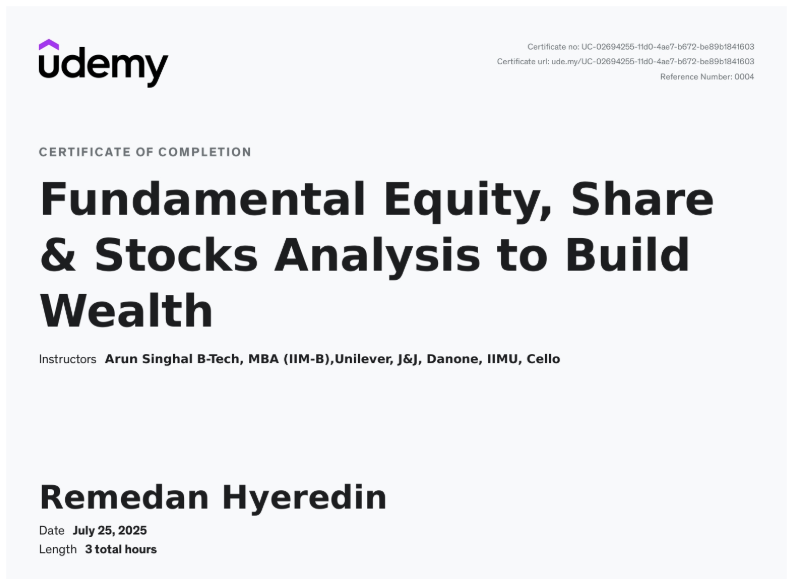 udemy
Certificate no: UC-02694255-11d0-4ae7-b672-be89b1841603
Certificate url: ude.my/UC-02694255-11d0-4ae7-b672-be89b1841603
Reference Number: 0004
CERTIFICATE OF COMPLETION
Fundamental Equity, Share
& Stocks Analysis to Build
Wealth
Instructors Arun Singhal B-Tech, MBA (IIM-B),Unilever, J&J, Danone, IIMU, Cello
Remedan Hyeredin
Date July 25, 2025
Length 3 total hours